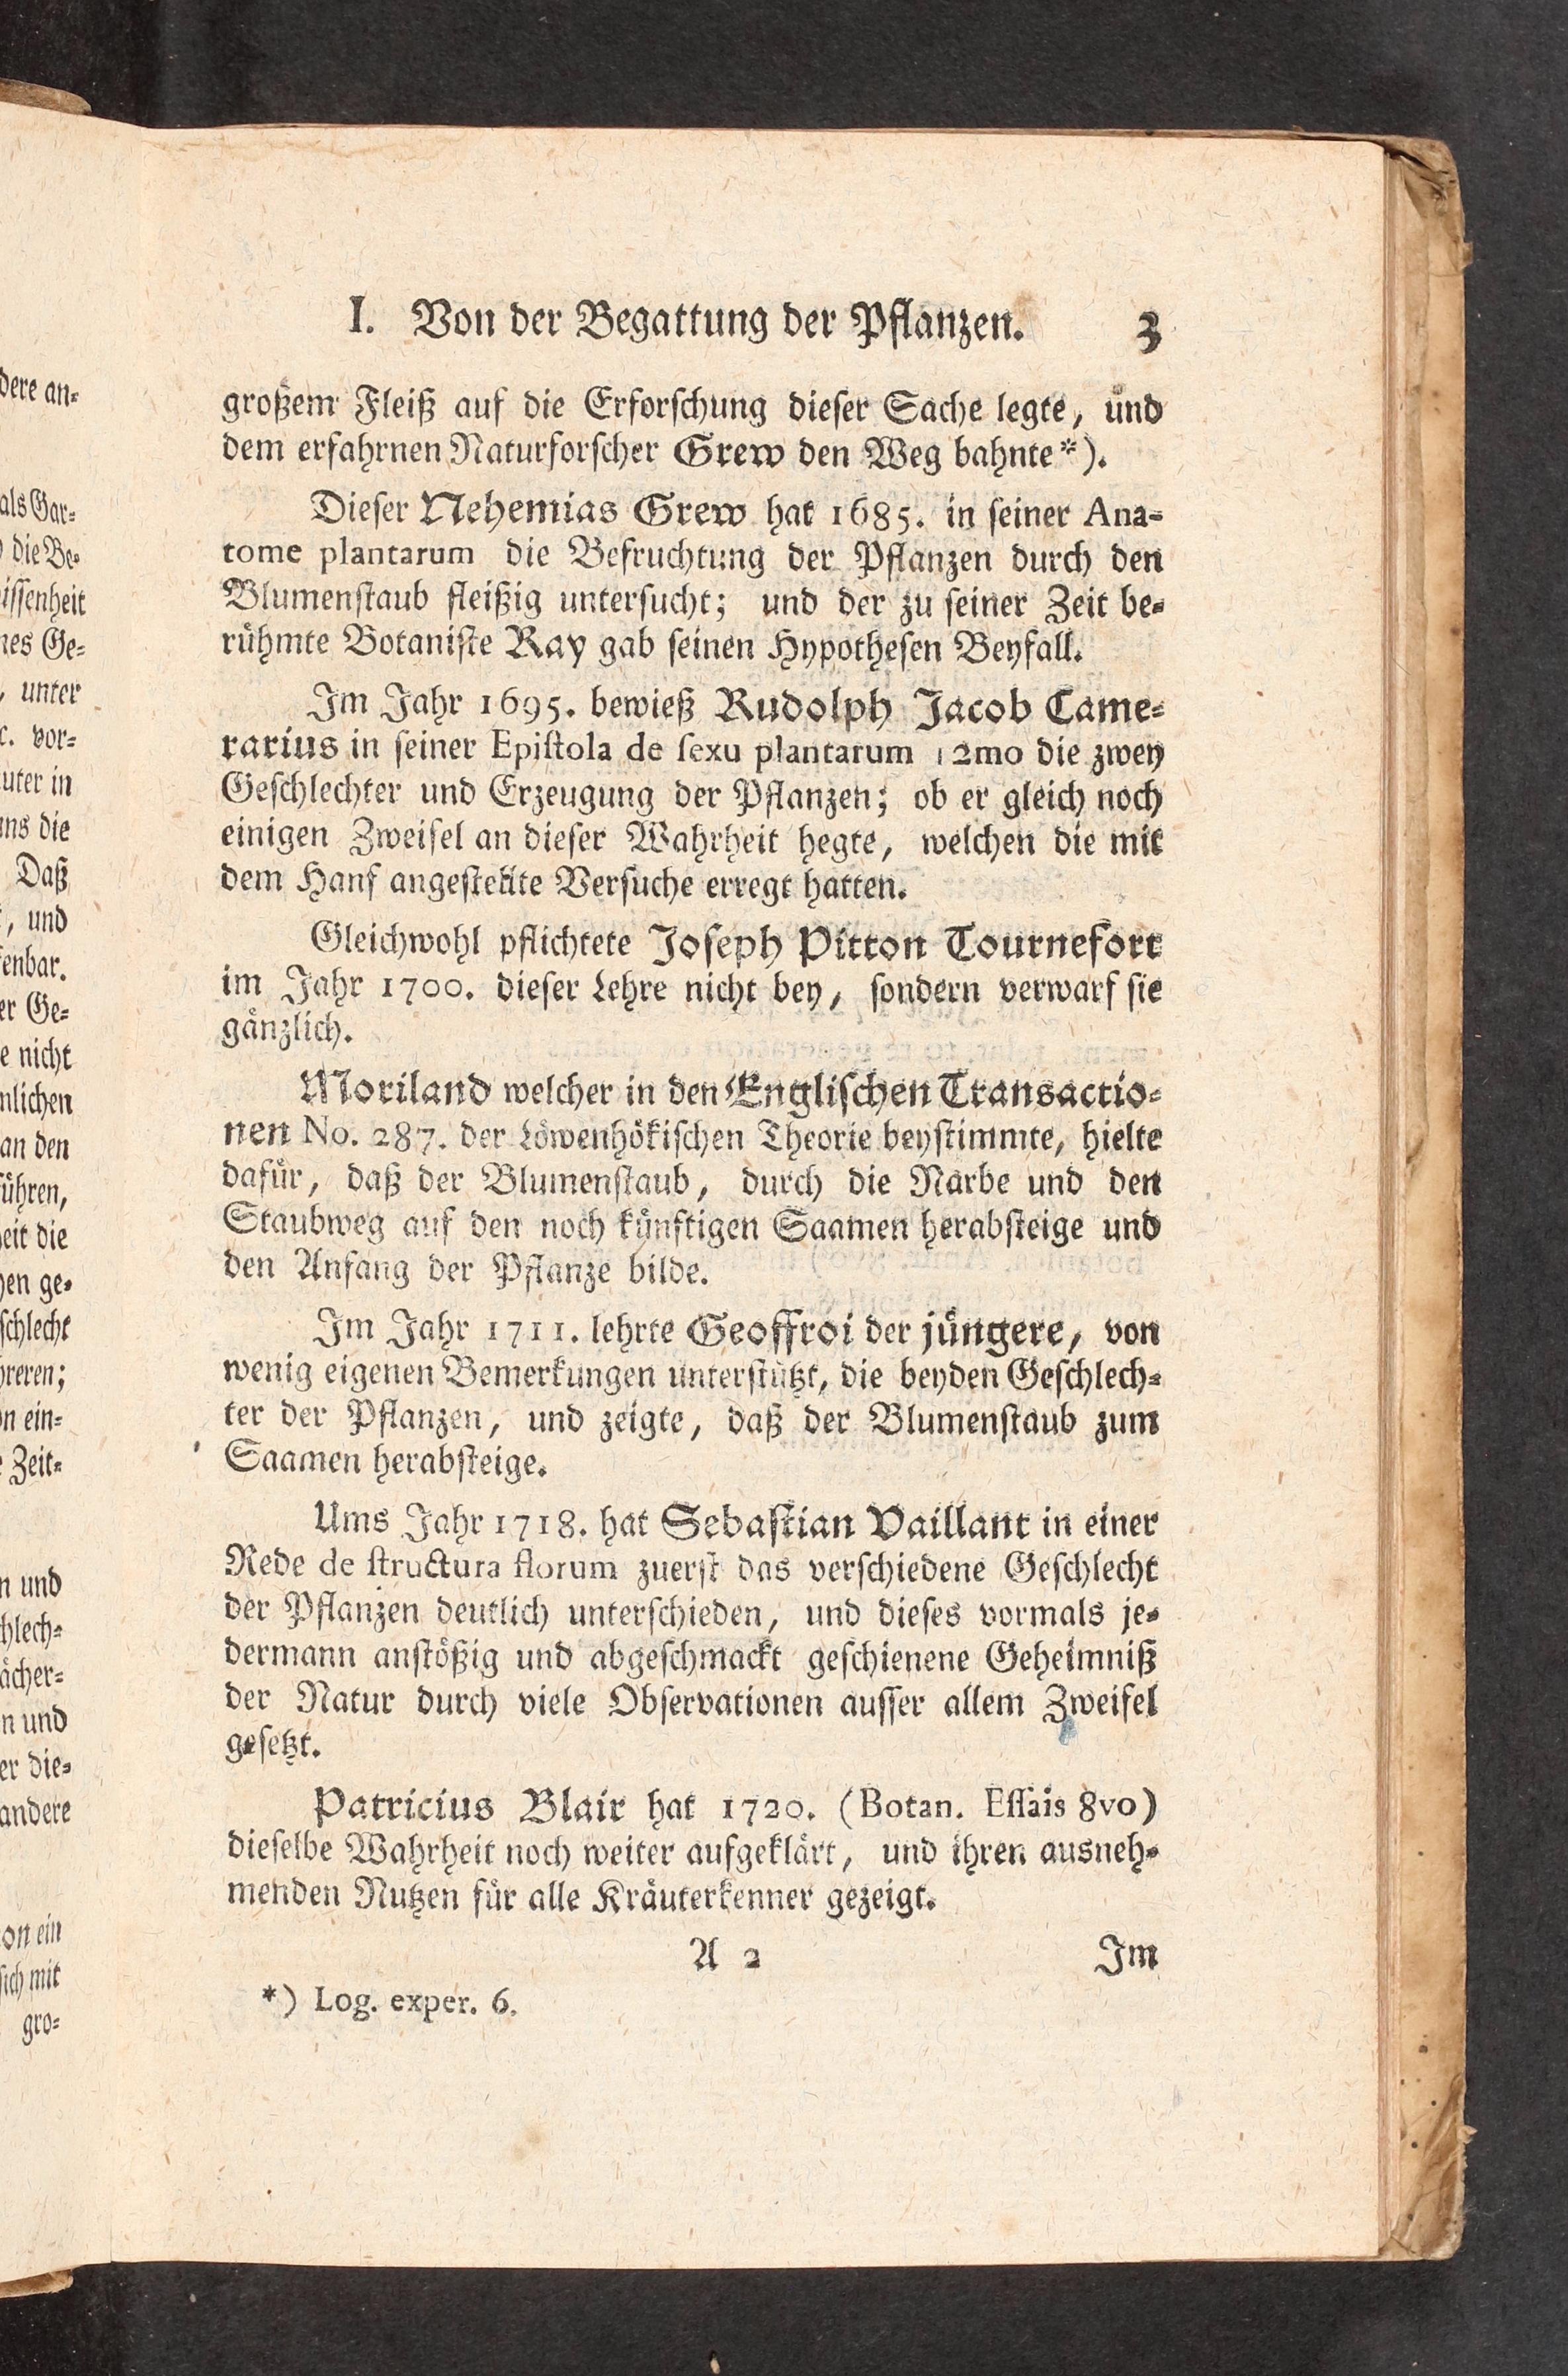 I. Von der Begattung der Pflanzen. 3
großem Fleiß auf die Erforschung dieser Sache legte, und
dem erfahrnen Naturforscher Grew den Weg bahnte*).
Dieser Nehemias Grew hat 1685. in seiner Ana-
tome plantarum die Befruchtung der Pflanzen durch den
Blumenstaub fleißig untersucht; und der zu seiner Zeit be-
rühmte Botaniste Ray gab seinen Hypothesen Beyfall.
Im Jahr 1695. bewieß Rudolph Jacob Came-
rarius in seiner Epistola de sexu plantarum 12mo die zwey
Geschlechter und Erzeugung der Pflanzen; ob er gleich noch
einigen Zweifel an dieser Wahrheit hegte, welchen die mit
dem Hanf angestellte Versuche erregt hatten.
Gleichwohl pflichtete Joseph Pitton Tournefort
im Jahr 1700. dieser Lehre nicht bey, sondern verwarf sie
gänzlich.
Moriland welcher in den Englischen Transactio-
nen No. 287. der Löwenhökischen Theorie beystimmte, hielte
dafür, daß der Blumenstaub, durch die Narbe und den
Staubweg auf den noch künftigen Saamen herabsteige und
den Anfang der Pflanze bilde.
Im Jahr 1711. lehrte Geoffroi der jüngere, von
wenig eigenen Bemerkungen unterstützt, die beyden Geschlech-
ter der Pflanzen, und zeigte, daß der Blumenstaub zum
Saamen herabsteige.
Ums Jahr 1718. hat Sebastian Vaillant in einer
Rede de structura florum zuerst das verschiedene Geschlecht
der Pflanzen deutlich unterschieden, und dieses vormals je-
dermann anstößig und abgeschmackt geschienene Geheimniß
der Natur durch viele Observationen ausser allem Zweifel
gesetzt.
Patricius Blair hat 1720. (Botan. Essais 8vo)
dieselbe Wahrheit noch weiter aufgeklärt, und ihren ausneh-
menden Nutzen für alle Kräuterkenner gezeigt.
A 2 Im
*) Log. exper. 6.